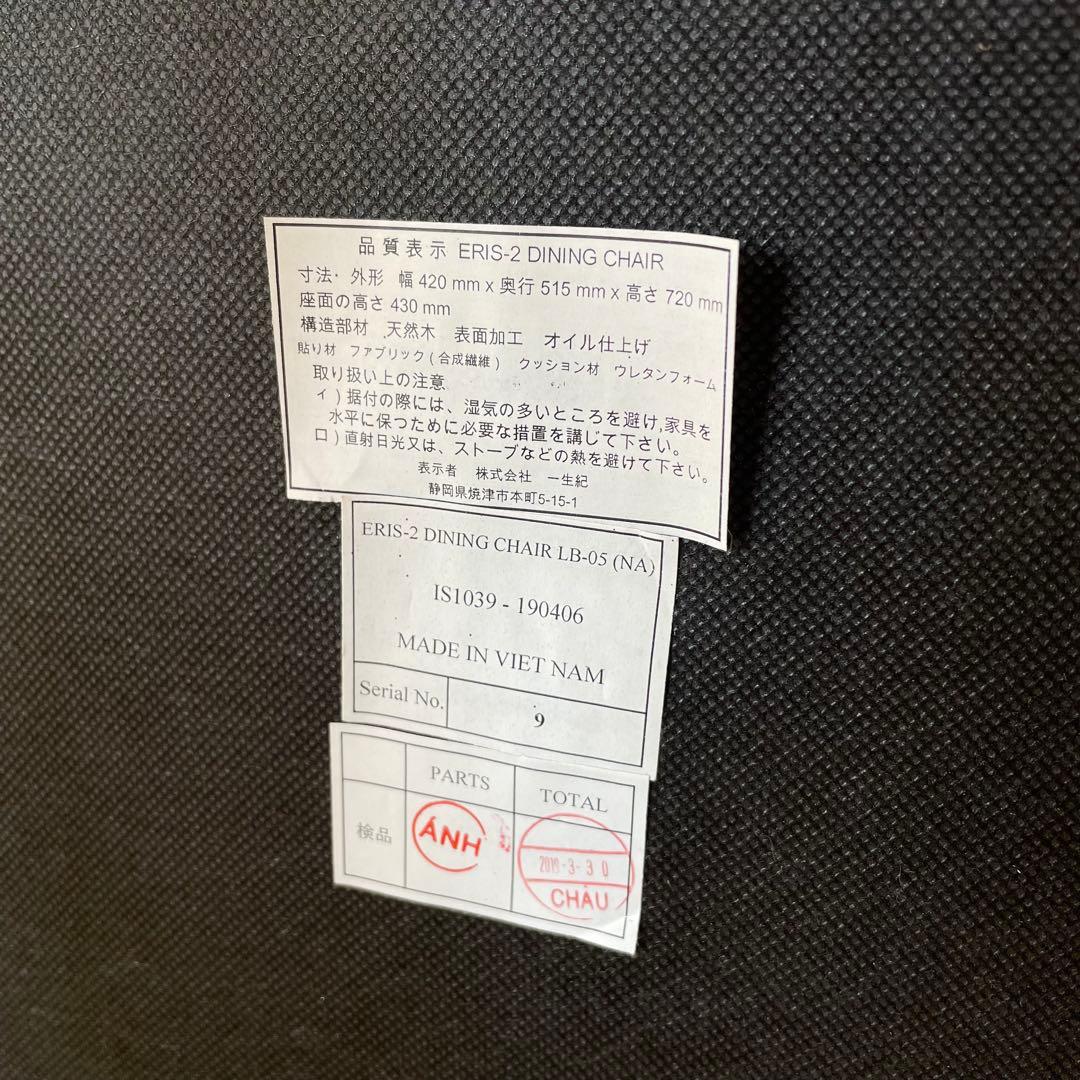 品質表示 ERIS-2 DINING CHAIR
寸法・外形 幅 420 mm x 奥行 515 mm x 高さ 720 mm
座面の高さ 430 mm
構造部材 天然木 表面加工 オイル仕上げ
貼り材 ファブリック(合成繊維) クッション材 ウレタンフォーム
取り扱い上の注意
イ)据付の際には、湿気の多いところを避け,家具を
水平に保つために必要な措置を講じて下さい。
ロ)直射日光又は、ストーブなどの熱を避けて下さい。
表示者 株式会社 一生紀
静岡県焼津市本町5-15-1
ERIS-2 DINING CHAIR LB-05 (NA)
IS1039 - 190406
MADE IN VIET NAM
Serial No. 9
PARTS TOTAL
検品 ÁNH
2019-3-30
CHÂU